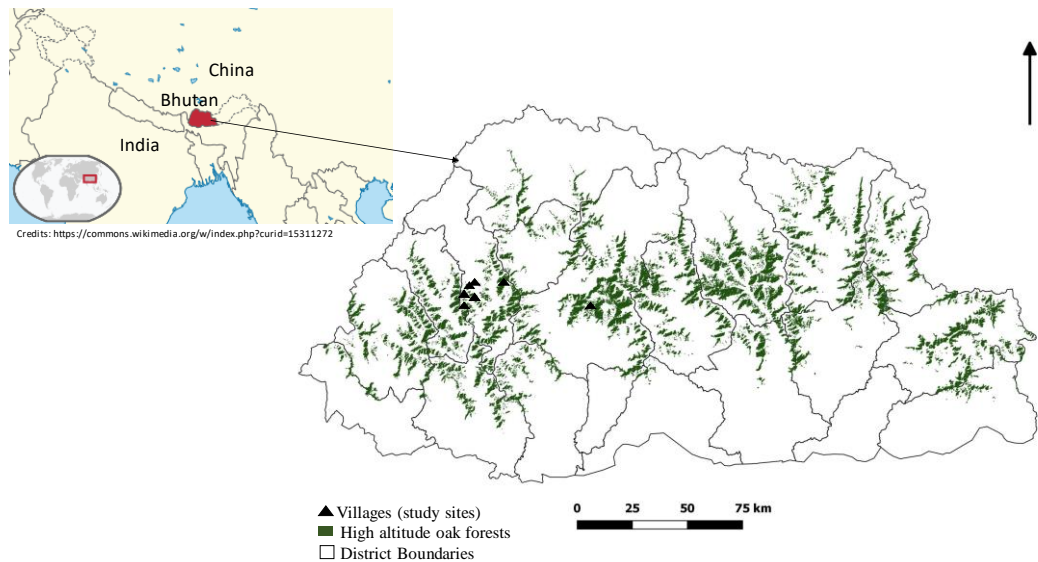 China
Bhutan
India
Credits: https://commons.wikimedia.org/w/index.php?curid=15311272
Villages (study sites)
High altitude oak forests
District Boundaries
0 25 50 75 km